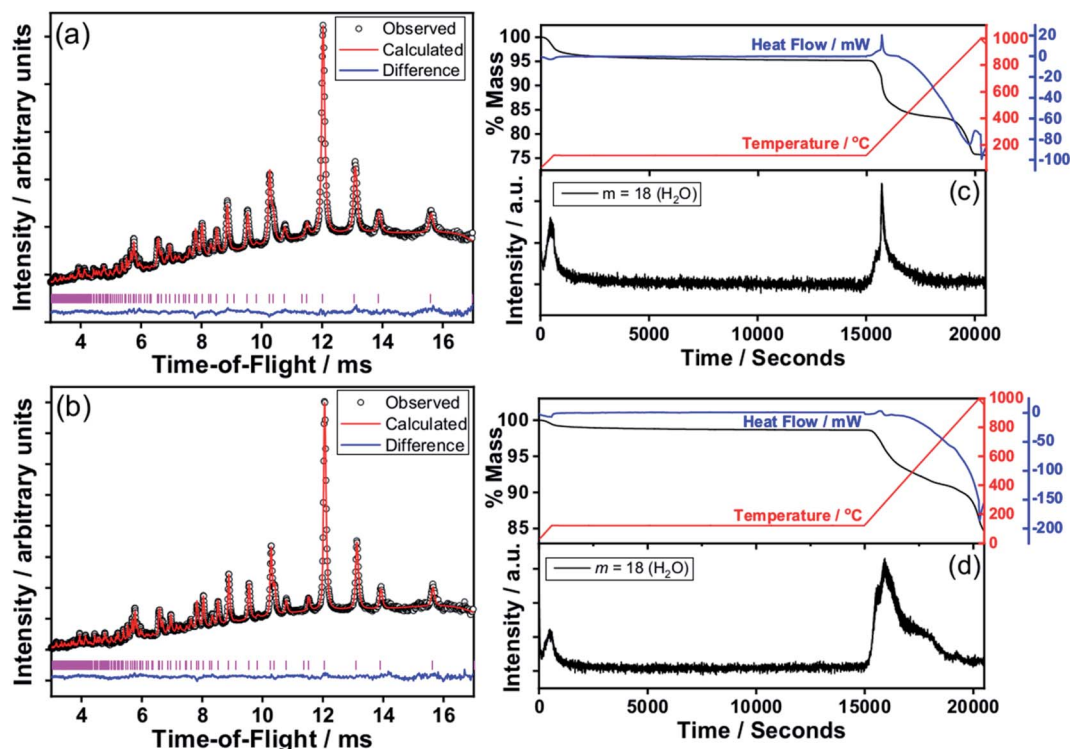 (a)
Observed
Calculated
Difference
Intensity / arbitrary units
4 6 8 10 12 14 16
Time-of-Flight / ms
(b)
Observed
Calculated
Difference
Intensity / arbitrary units
4 6 8 10 12 14 16
Time-of-Flight / ms
% Mass
100
95
90
85
80
75
Heat Flow / mW
Temperature / °C
1000
800
600
400
200
20
0
-20
-40
-60
-80
-100
m = 18 (H₂O)
(c)
Intensity / a.u.
0 5000 10000 15000 20000
Time / Seconds
% Mass
100
95
90
85
Heat Flow / mW
Temperature / °C
1000
800
600
400
200
0
0
-50
-100
-150
-200
m = 18 (H₂O)
(d)
Intensity / a.u.
0 5000 10000 15000 20000
Time / Seconds